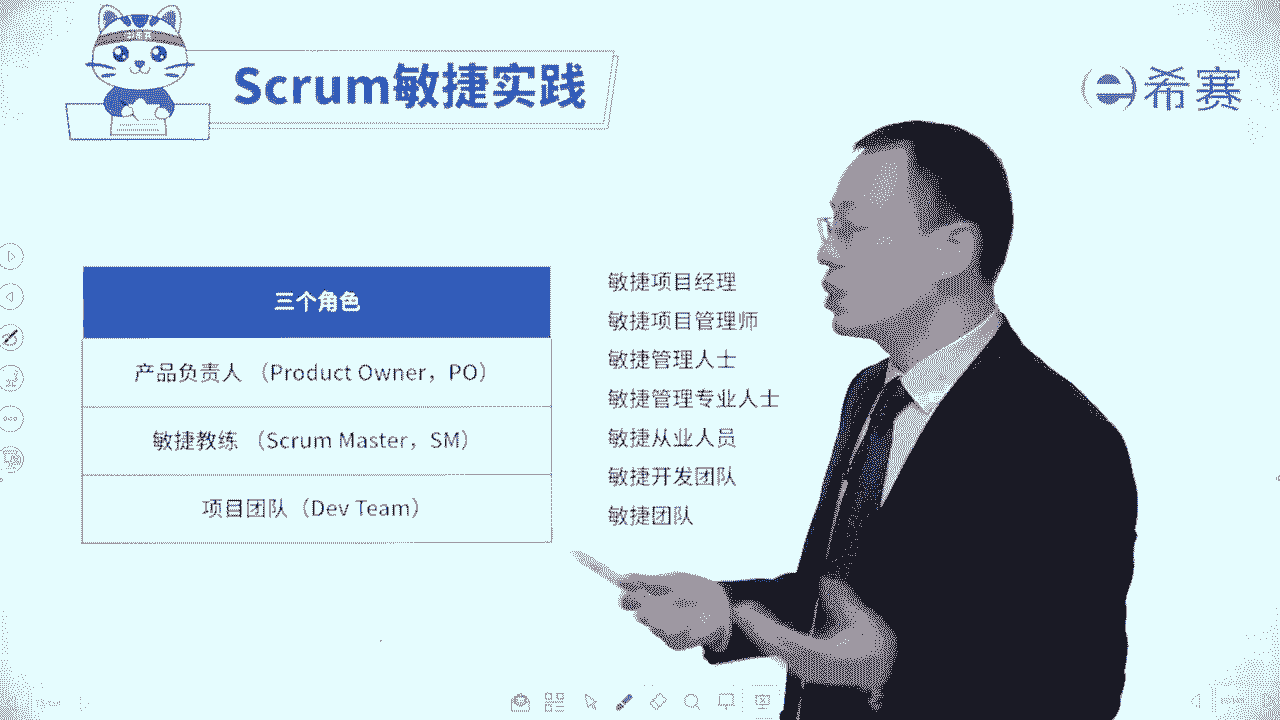 Scrum敏捷实践
希赛
三个角色
产品负责人 （Product Owner，PO）
敏捷教练 （Scrum Master，SM）
项目团队（Dev Team）
敏捷项目经理
敏捷项目管理师
敏捷管理人士
敏捷管理专业人士
敏捷从业人员
敏捷开发团队
敏捷团队